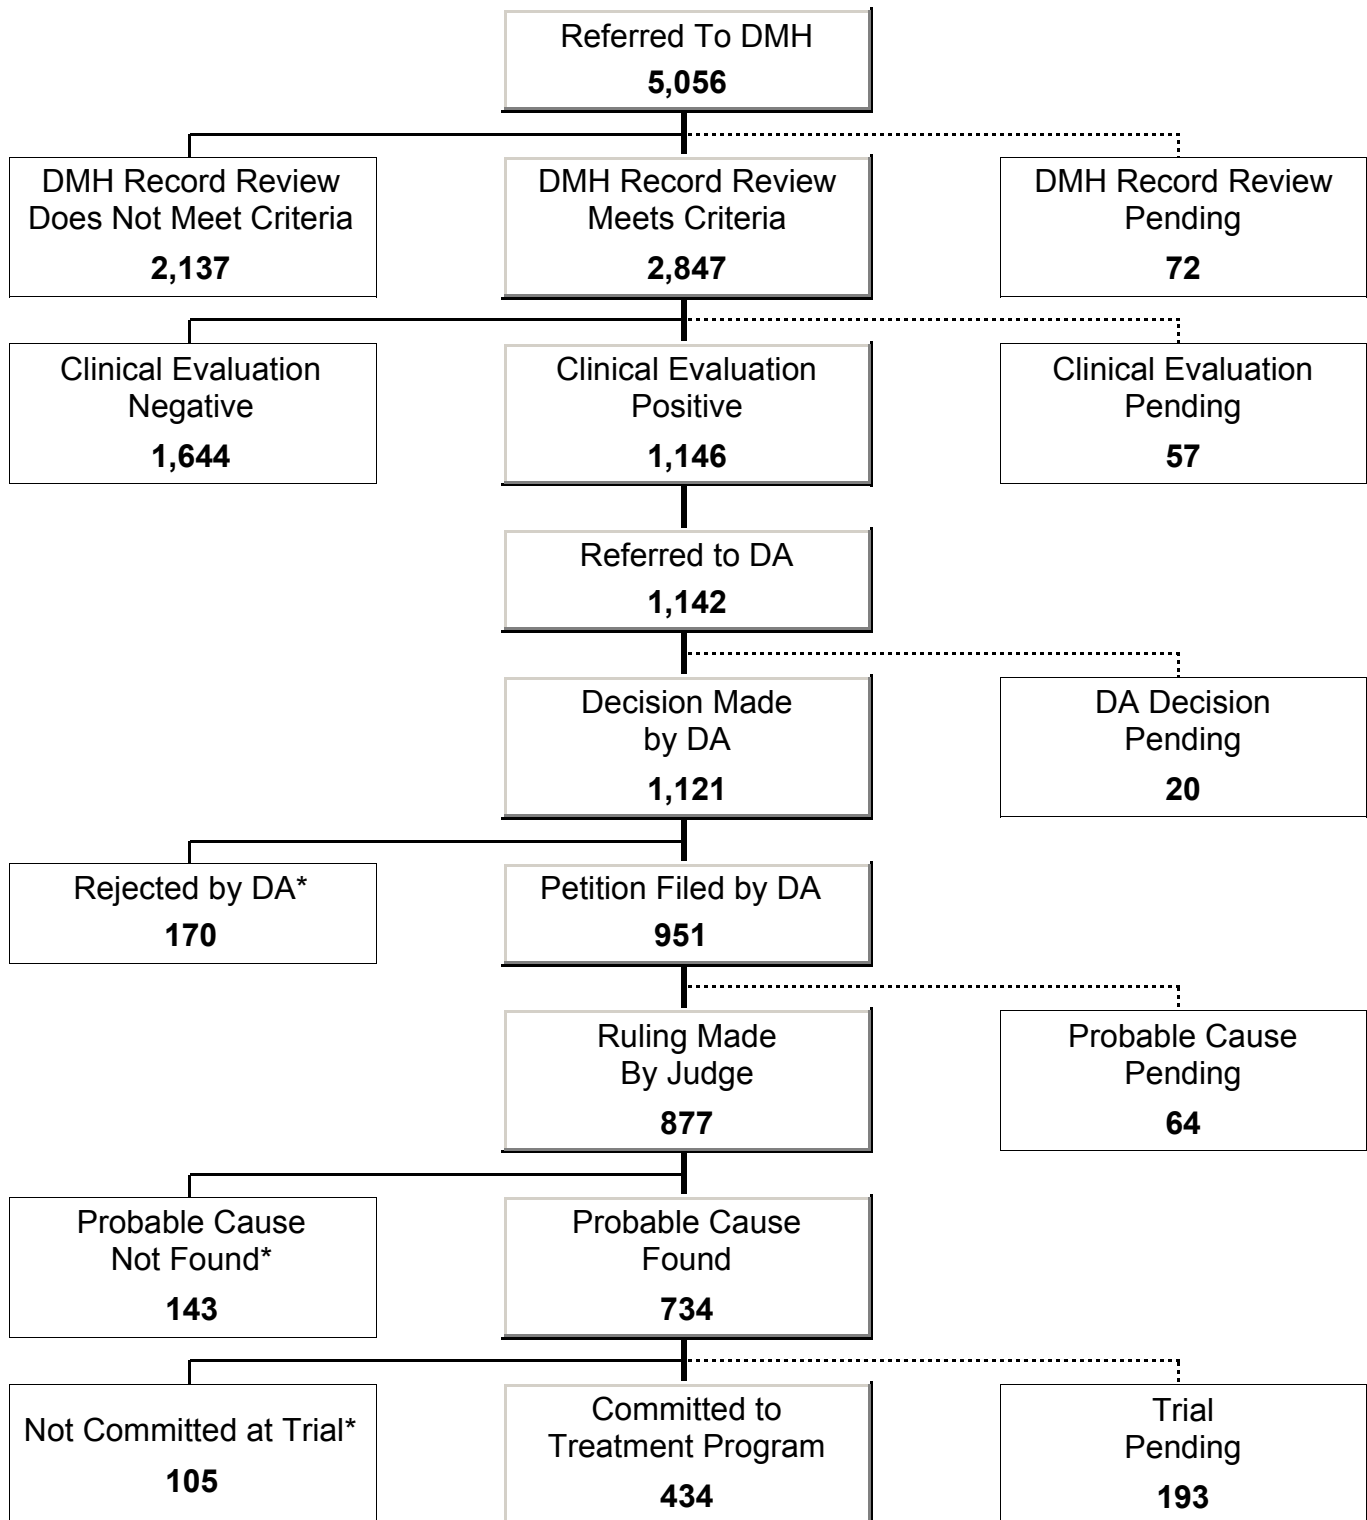 Referred To DMH
5,056
DMH Record Review
Does Not Meet Criteria
2,137
DMH Record Review
Meets Criteria
2,847
DMH Record Review
Pending
72
Clinical Evaluation
Negative
1,644
Clinical Evaluation
Positive
1,146
Clinical Evaluation
Pending
57
Referred to DA
1,142
Decision Made
by DA
1,121
DA Decision
Pending
20
Rejected by DA*
170
Petition Filed by DA
951
Ruling Made
By Judge
877
Probable Cause
Pending
64
Probable Cause
Not Found*
143
Probable Cause
Found
734
Not Committed at Trial*
105
Committed to
Treatment Program
434
Trial
Pending
193